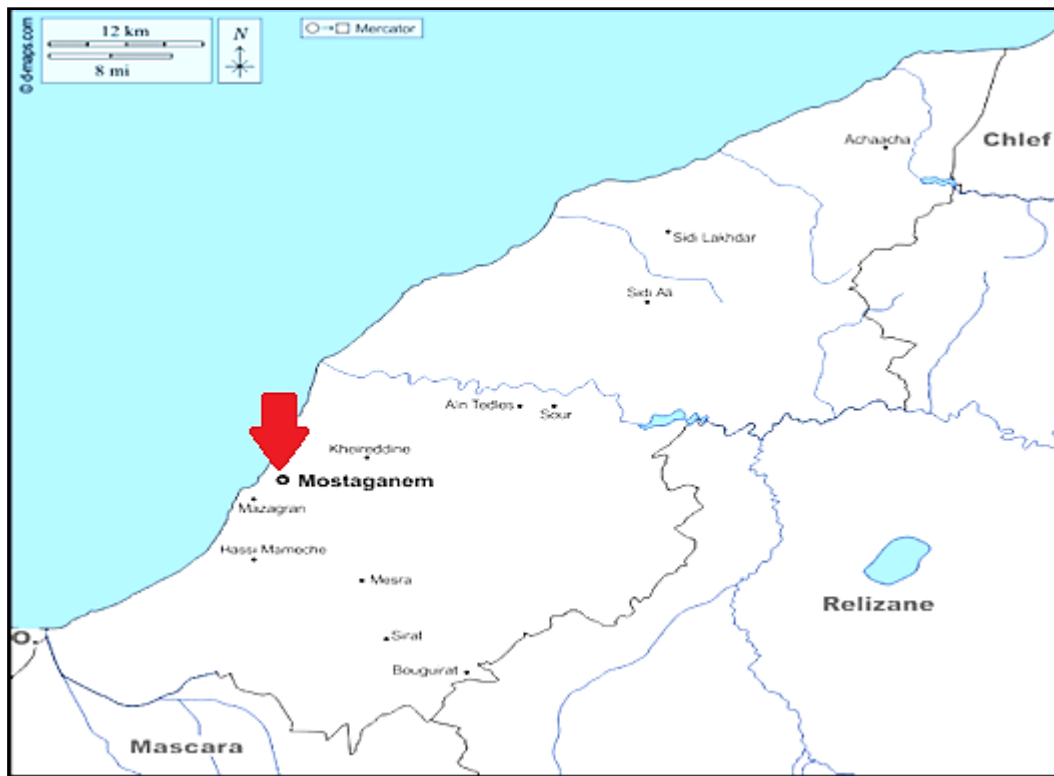 12 km
8 mi
N
Mercator
© d-maps.com
Achaacha
Chlef
Sidi Lakhdar
Sidi Ali
Ain Tedles
Sour
Kheireddine
Mostaganem
Mazagran
Hassi Mameche
Mesra
Relizane
Sirat
O.
Bouguirat
Mascara